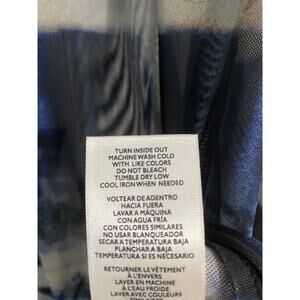 TURN INSIDE OUT
MACHINE WASH COLD
WITH LIKE COLORS
DO NOT BLEACH
TUMBLE DRY LOW
COOL IRON WHEN NEEDED
VOLTEAR DE ADENTRO
HACIA FUERA
LAVAR A MÁQUINA
CON AGUA FRÍA
CON COLORES SIMILARES
NO USAR BLANQUEADOR
SECAR A TEMPERATURA BAJA
PLANCHAR A BAJA
TEMPERATURA SI ES NECESARIO
RETOURNER LE VÊTEMENT
À L'ENVERS
LAVER EN MACHINE
À L'EAU FROIDE
LAVER AVEC COULEURS